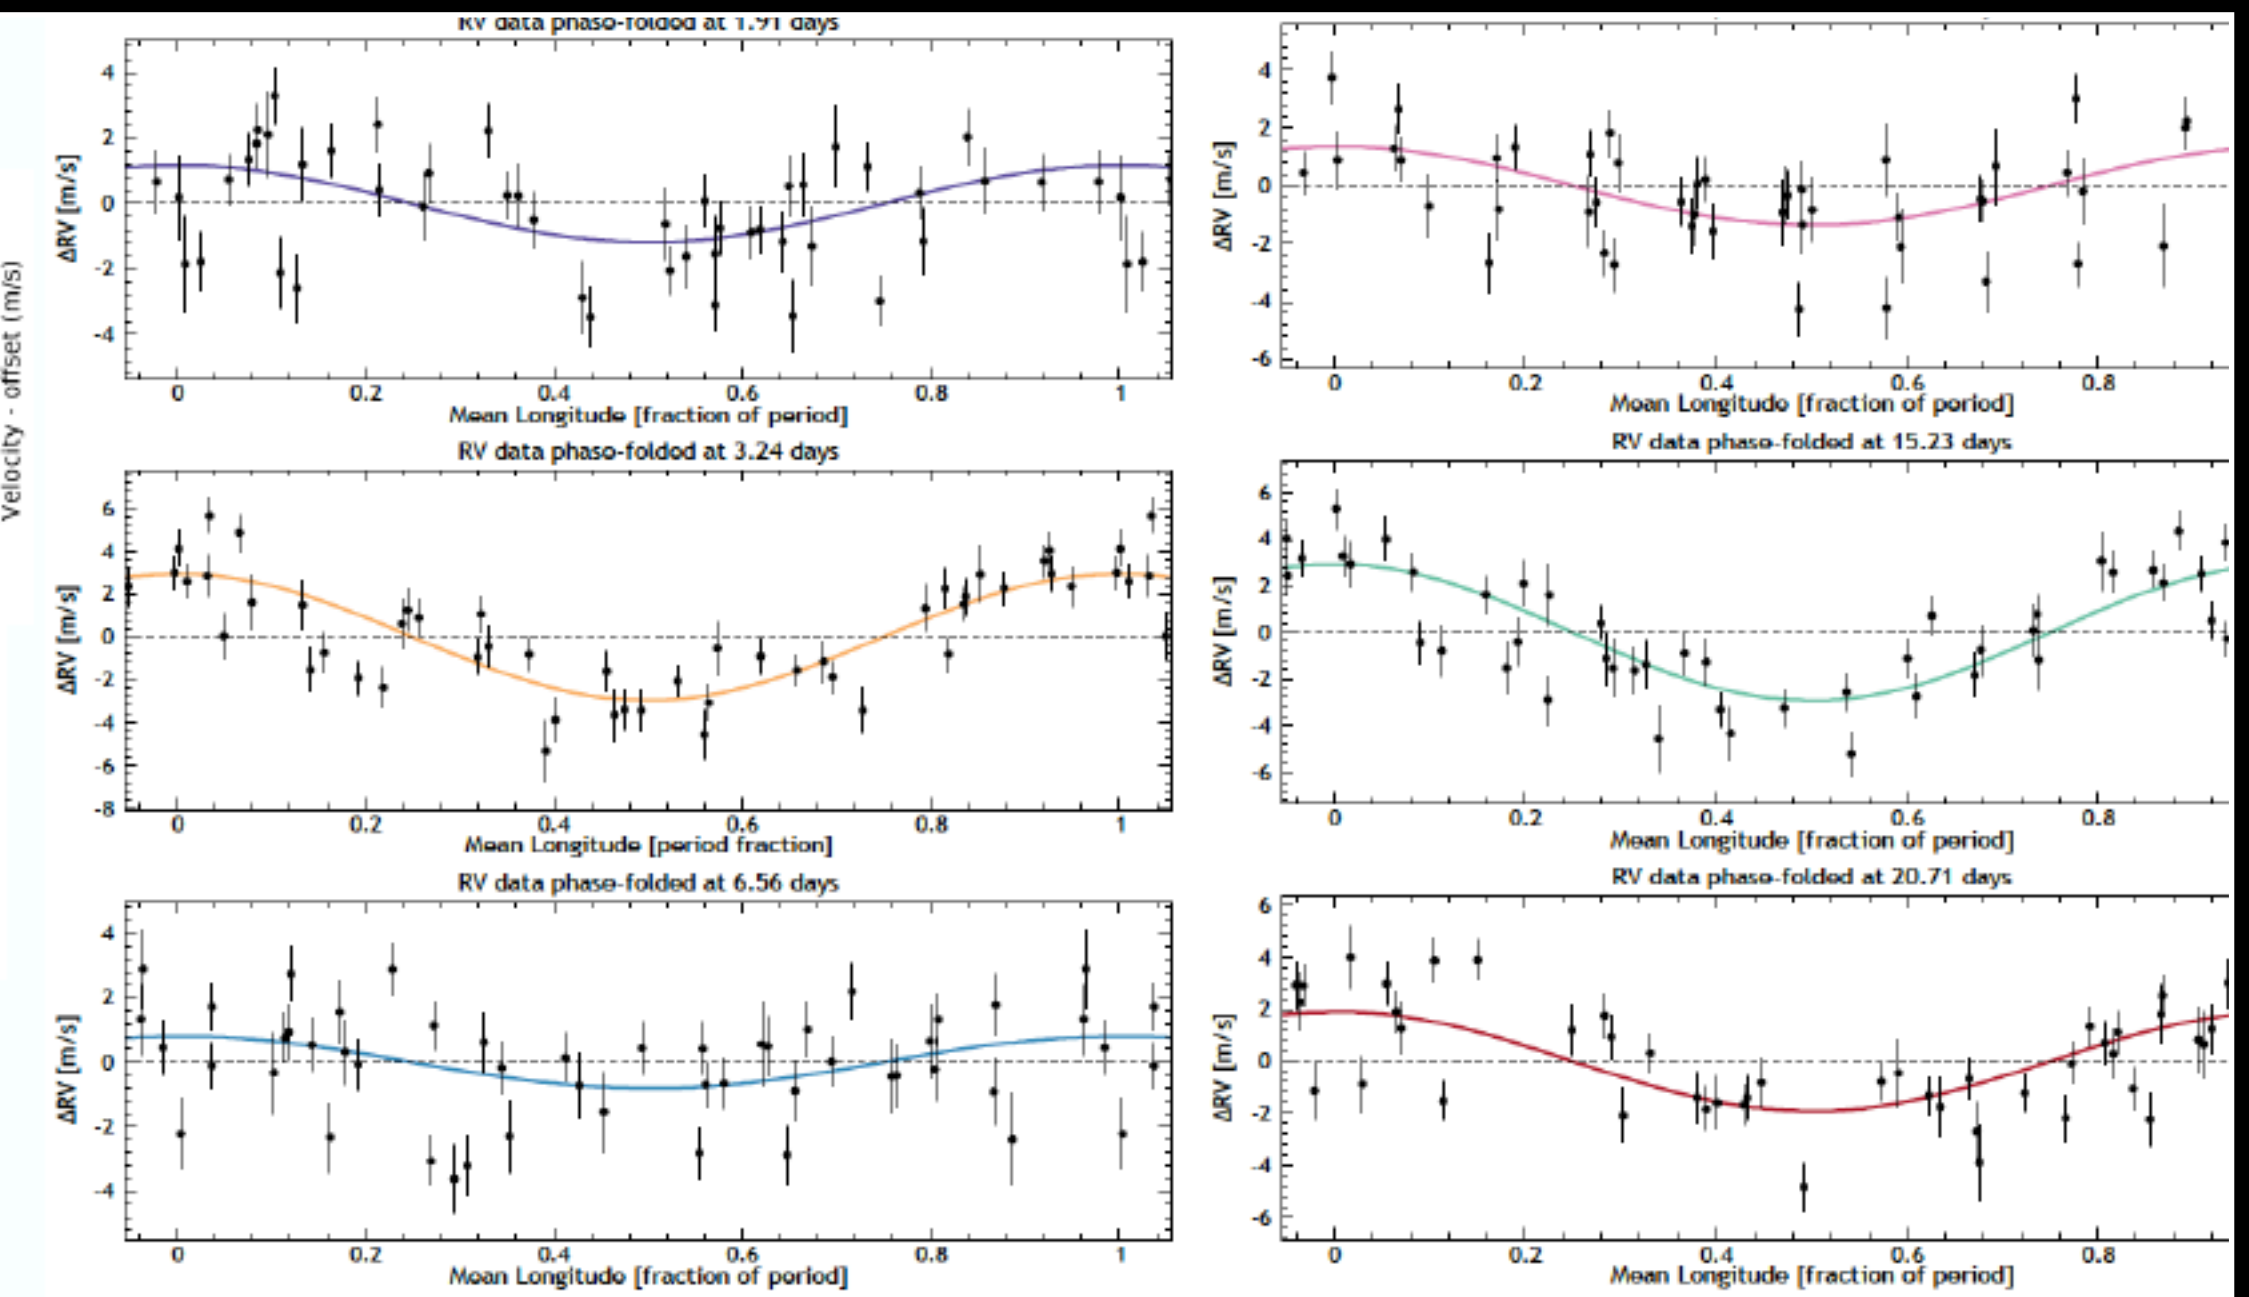 Velocity - offset (m/s)
RV data phase-folded at 1.91 days
4
2
0
-2
-4
ΔRV [m/s]
0 0.2 0.4 0.6 0.8 1
Mean Longitude [fraction of period]
RV data phase-folded at 3.24 days
6
4
2
0
-2
-4
-6
-8
ΔRV [m/s]
0 0.2 0.4 0.6 0.8 1
Mean Longitude [period fraction]
RV data phase-folded at 6.56 days
4
2
0
-2
-4
ΔRV [m/s]
0 0.2 0.4 0.6 0.8 1
Mean Longitude [fraction of period]
4
2
0
-2
-4
-6
ΔRV [m/s]
0 0.2 0.4 0.6 0.8
Mean Longitude [fraction of period]
RV data phase-folded at 15.23 days
6
4
2
0
-2
-4
-6
ΔRV [m/s]
0 0.2 0.4 0.6 0.8
Mean Longitude [fraction of period]
RV data phase-folded at 20.71 days
6
4
2
0
-2
-4
-6
ΔRV [m/s]
0 0.2 0.4 0.6 0.8
Mean Longitude [fraction of period]